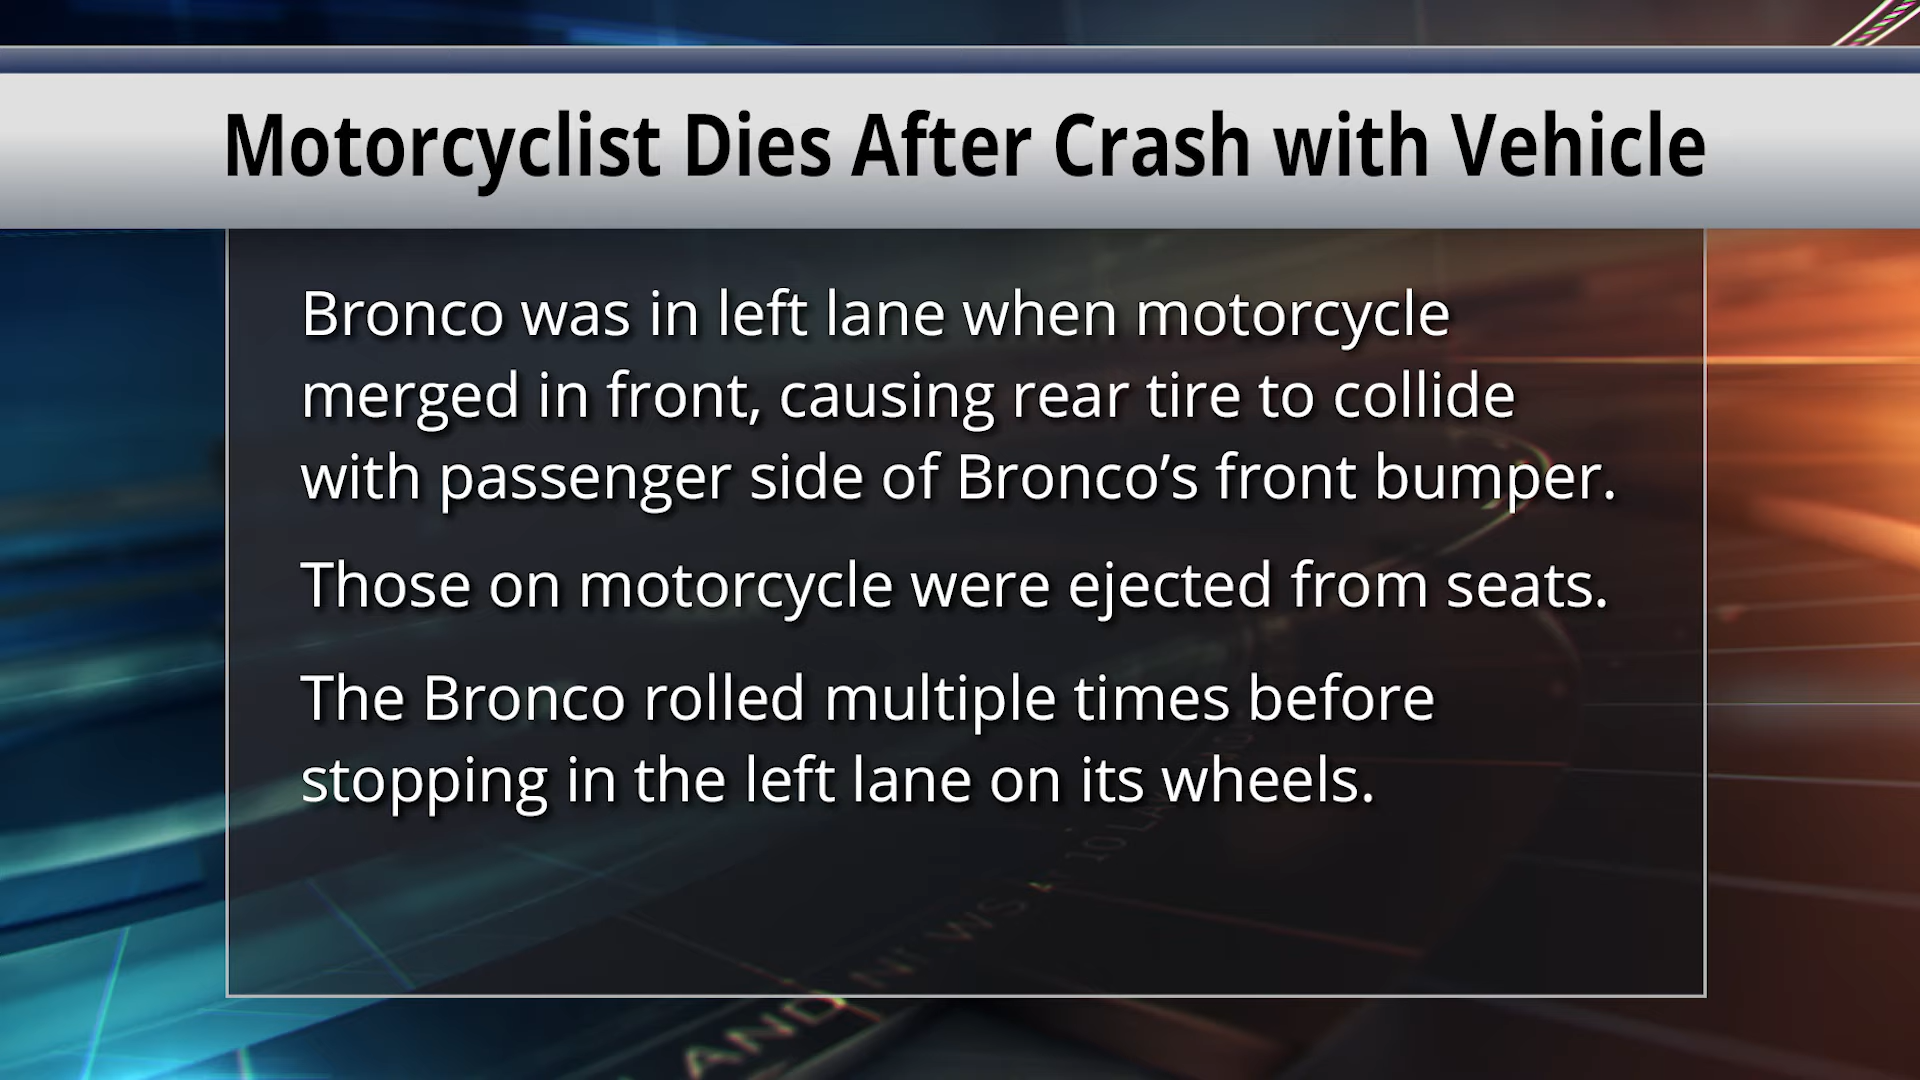 Motorcyclist Dies After Crash with Vehicle
Bronco was in left lane when motorcycle
merged in front, causing rear tire to collide
with passenger side of Bronco’s front bumper.
Those on motorcycle were ejected from seats.
The Bronco rolled multiple times before
stopping in the left lane on its wheels.